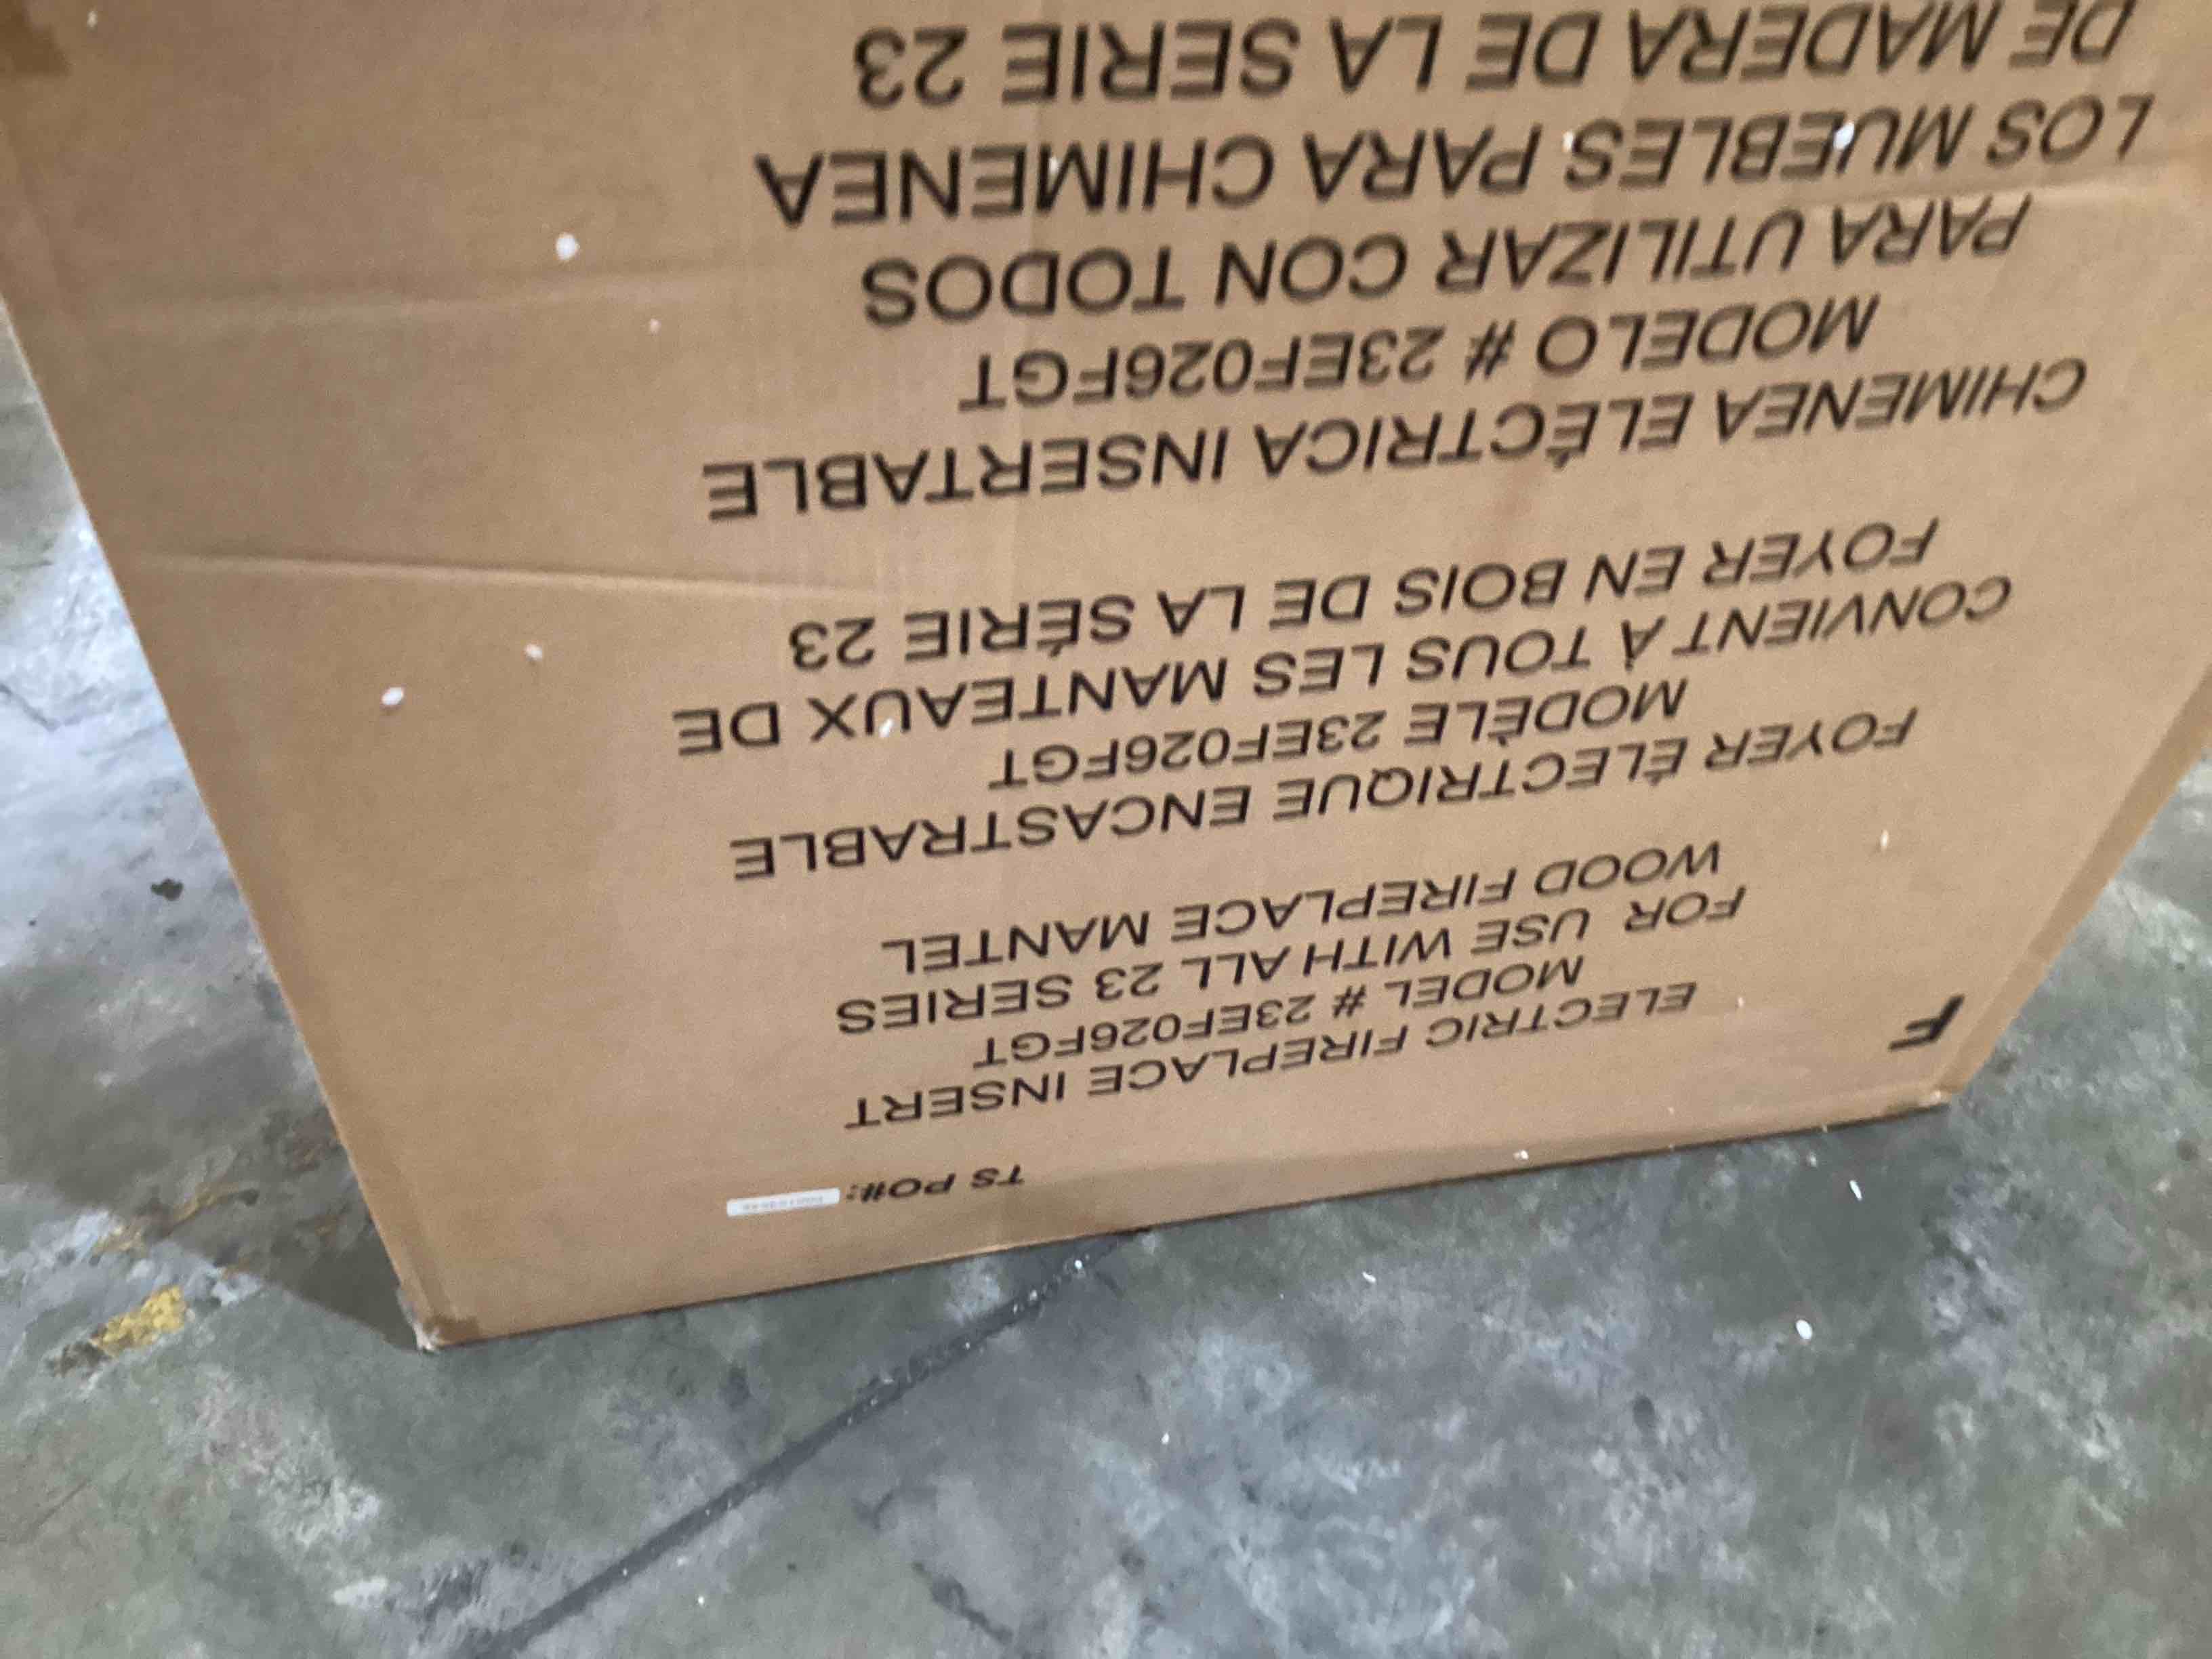 TS PO#:
F
ELECTRIC FIREPLACE INSERT
MODEL # 23EF026FGT
FOR USE WITH ALL 23 SERIES
WOOD FIREPLACE MANTEL
FOYER ÉLECTRIQUE ENCASTRABLE
MODÈLE 23EF026FGT
CONVIENT À TOUS LES MANTEAUX DE
FOYER EN BOIS DE LA SÉRIE 23
CHIMENEA ELÉCTRICA INSERTABLE
MODELO # 23EF026FGT
PARA UTILIZAR CON TODOS
LOS MUEBLES PARA CHIMENEA
DE MADERA DE LA SERIE 23